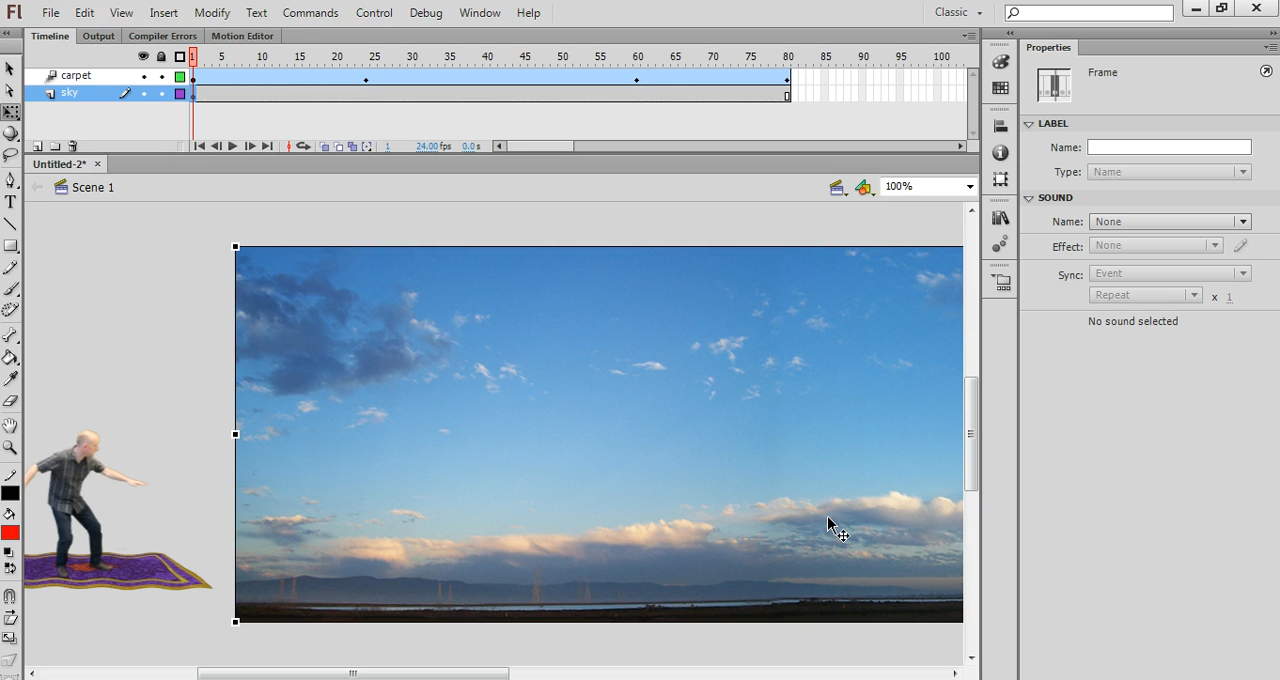 Fl File Edit View Insert Modify Text Commands Control Debug Window Help Classic
Timeline Output Compiler Errors Motion Editor
Properties
1 5 10 15 20 25 30 35 40 45 50 55 60 65 70 75 80 85 90 95 100
carpet
sky
Frame
LABEL
1 24.00fps 0.0s
Name:
Untitled-2* ×
Type: Name
Scene 1
100%
SOUND
Name: None
Effect: None
Sync: Event
Repeat x 1
No sound selected
T